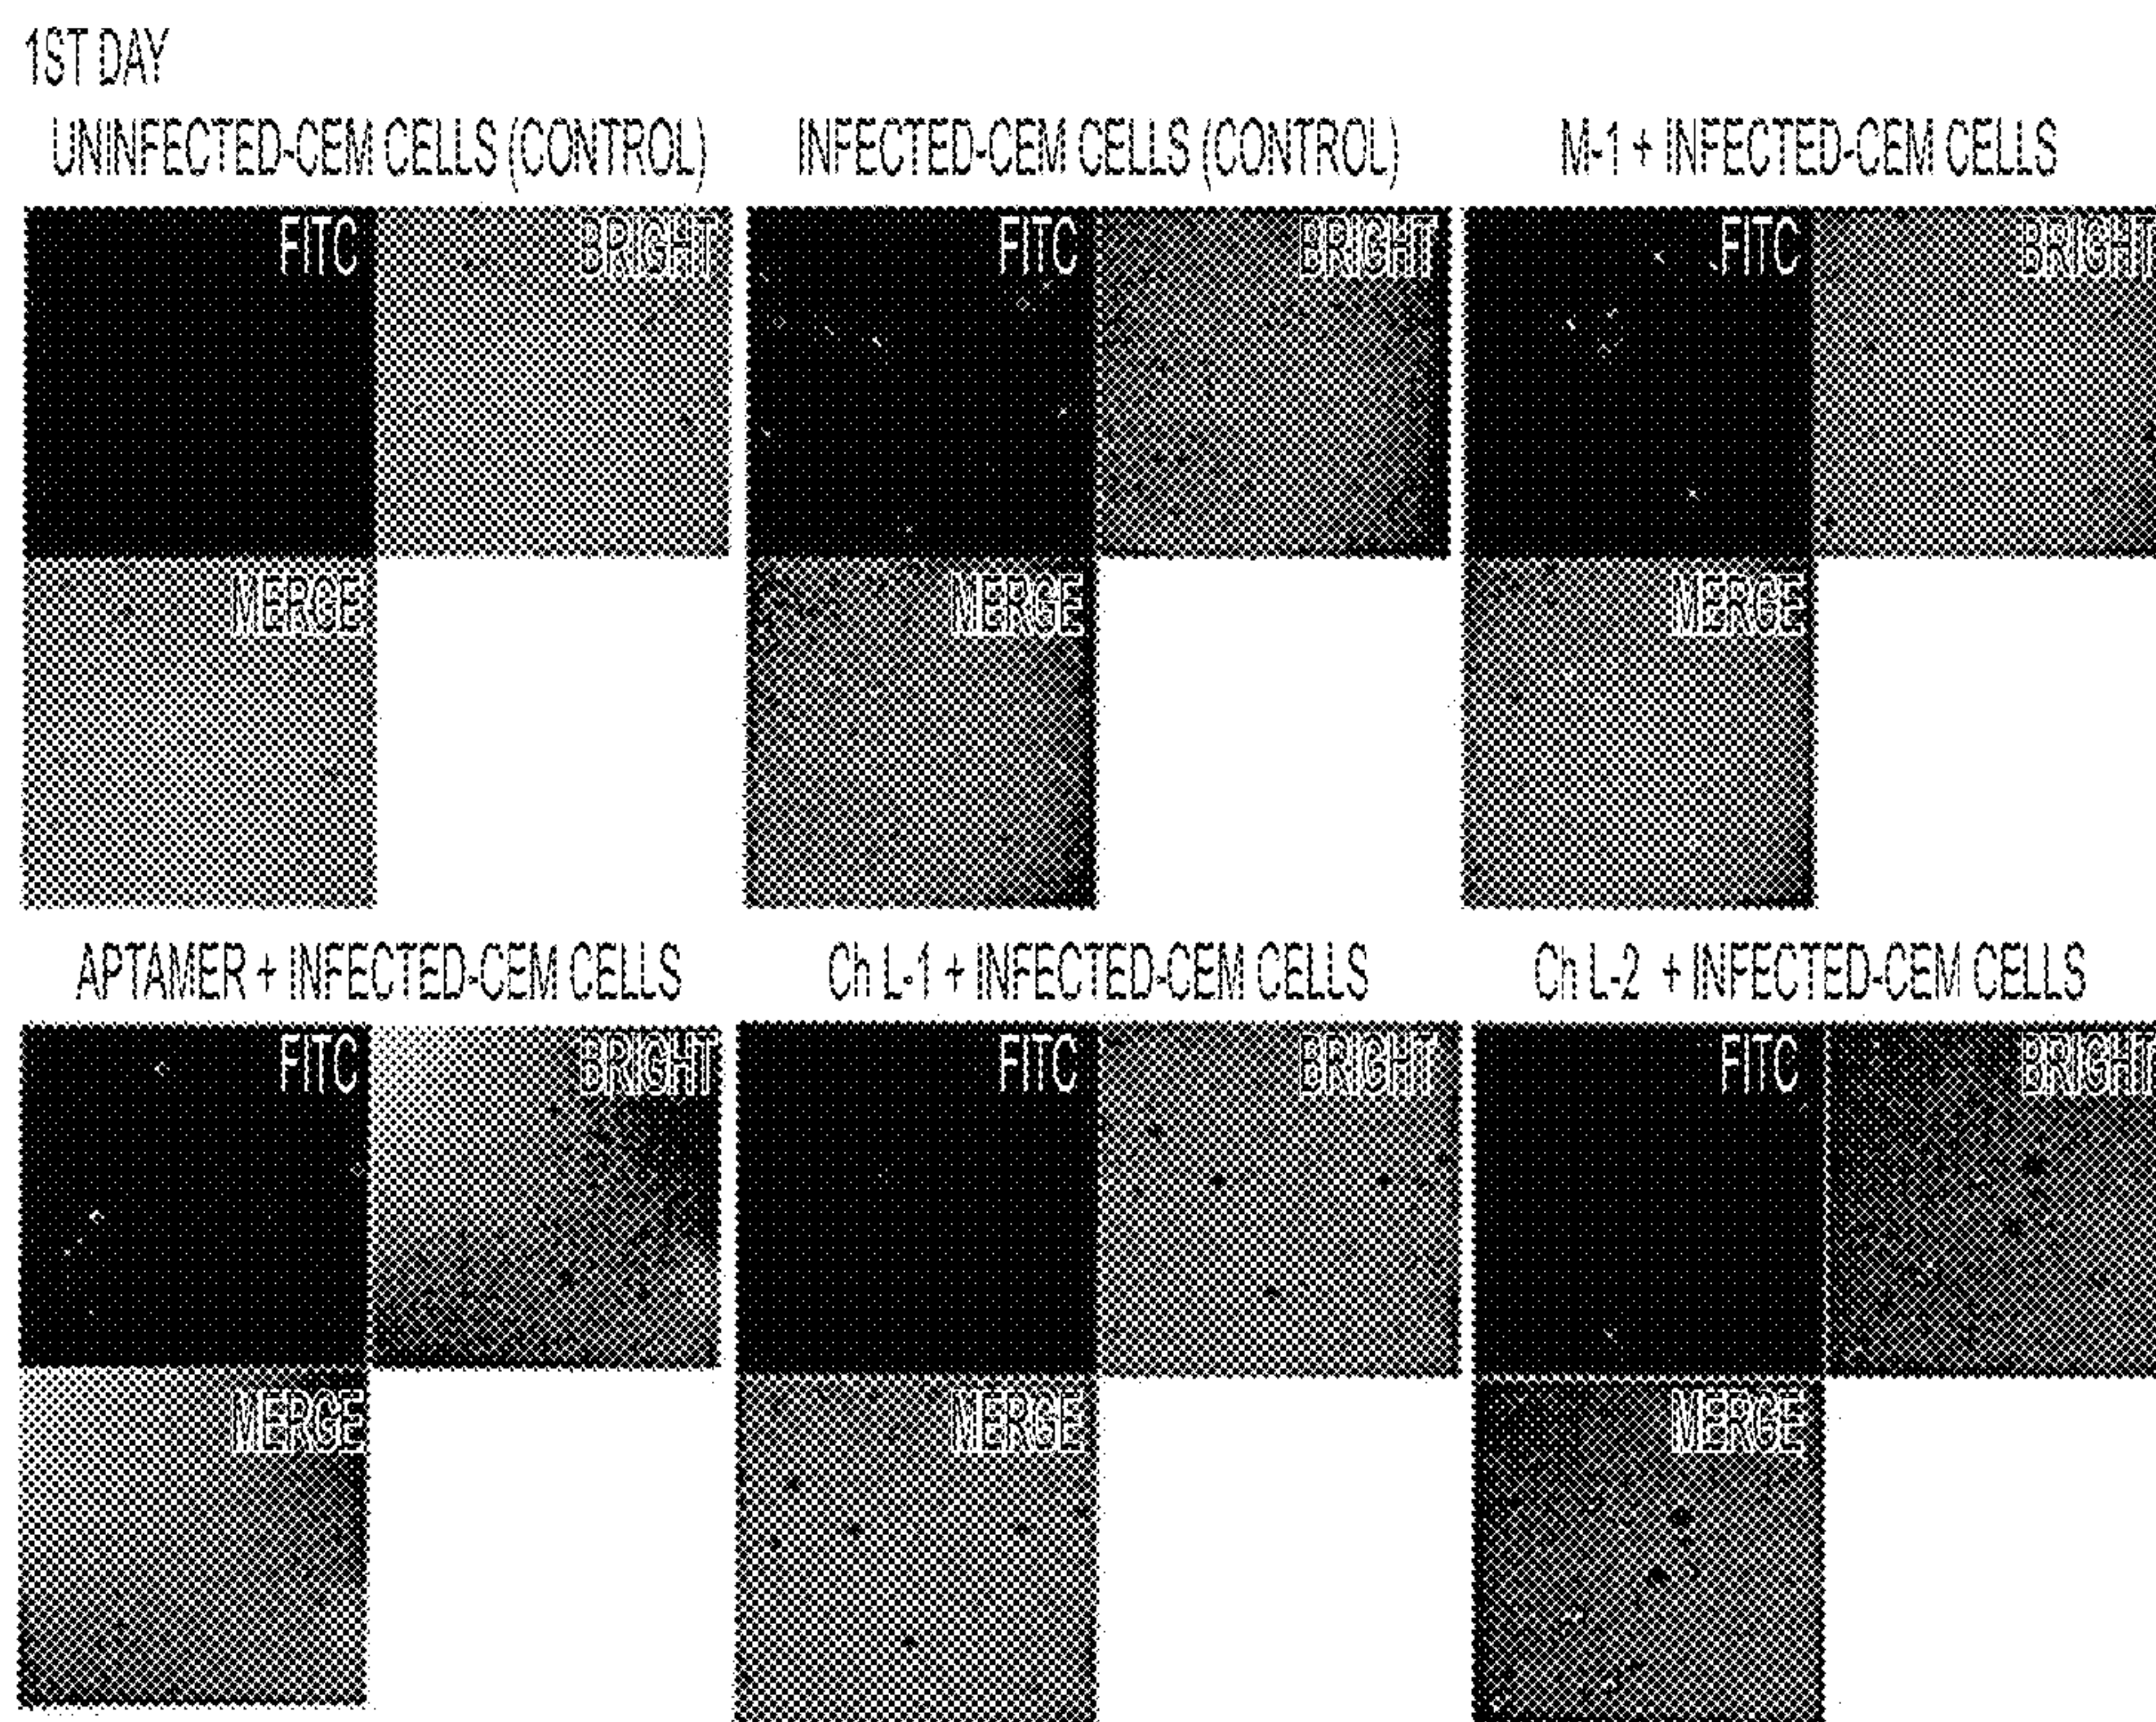 1ST DAY
UNINFECTED-CEM CELLS (CONTROL)
INFECTED-CEM CELLS (CONTROL)
M-1 + INFECTED-CEM CELLS
FITC
BRIGHT
FITC
BRIGHT
FITC
BRIGHT
MERGE
MERGE
MERGE
APTAMER + INFECTED-CEM CELLS
Ch L-1 + INFECTED-CEM CELLS
Ch L-2 + INFECTED-CEM CELLS
FITC
BRIGHT
FITC
BRIGHT
FITC
BRIGHT
MERGE
MERGE
MERGE